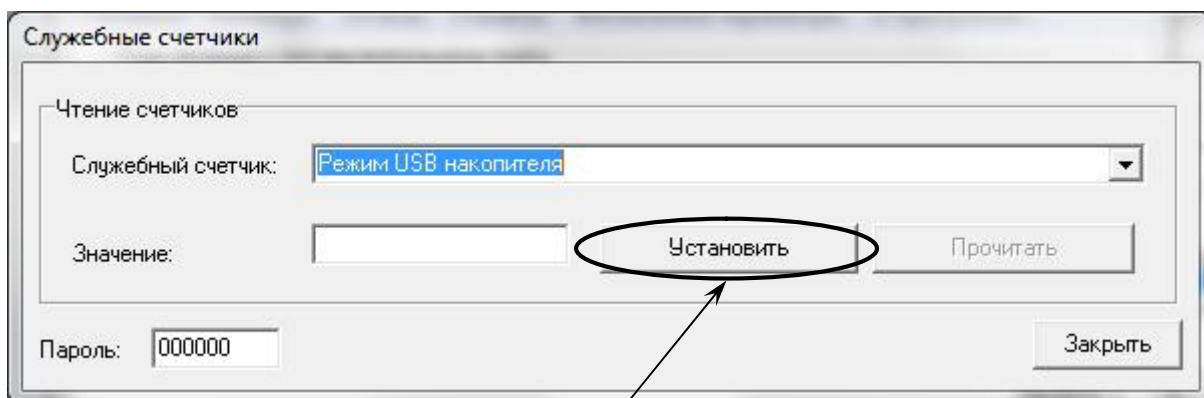 Служебные счетчики
Чтение счетчиков
Служебный счетчик: Режим USB накопителя
Значение: Установить Прочитать
Пароль: 000000 Закрыть